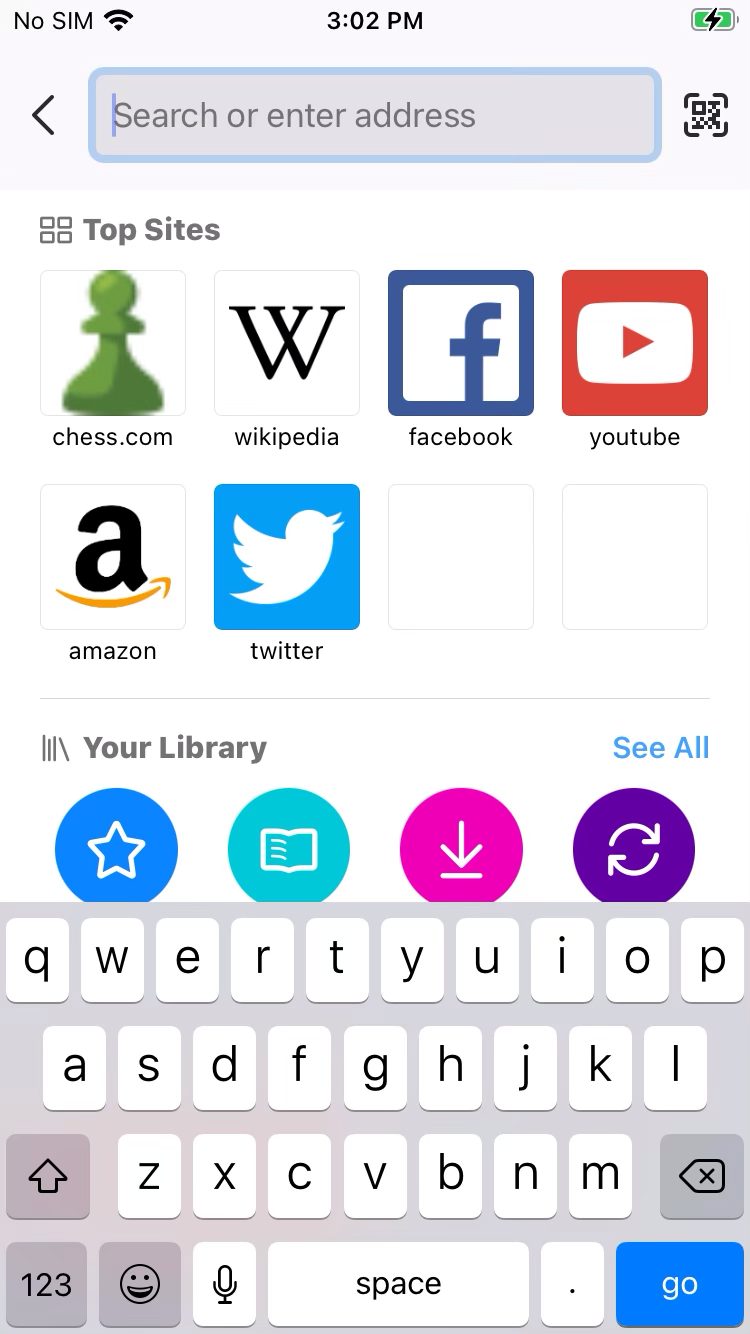 No SIM 3:02 PM
Search or enter address
Top Sites
W f
chess.com wikipedia facebook youtube
a
amazon twitter
Your Library See All
q w e r t y u i o p
a s d f g h j k l
z x c v b n m
123 space . go